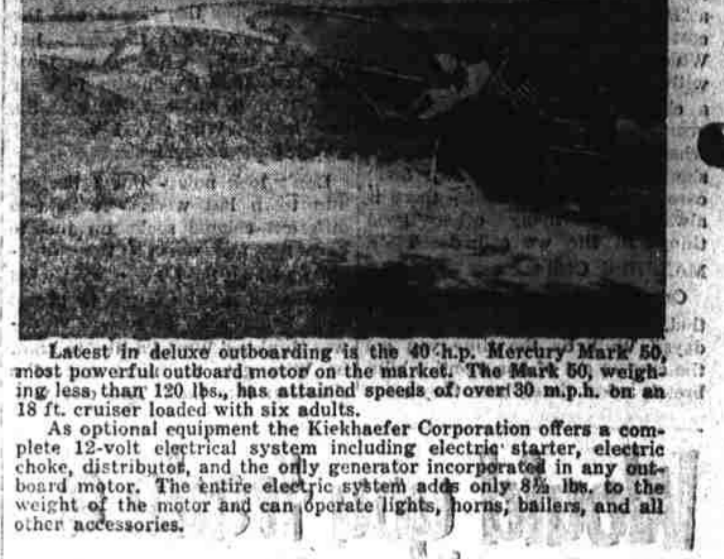 Latest in deluxe outboarding is the 40 h.p. Mercury Mark 50,
most powerful outboard motor on the market. The Mark 50, weigh-
ing less than 120 lbs., has attained speeds of over 30 m.p.h. on an
18 ft. cruiser loaded with six adults.
As optional equipment the Kiekhaefer Corporation offers a com-
plete 12-volt electrical system including electric starter, electric
choke, distributor, and the only generator incorporated in any out-
board motor. The entire electric system adds only 8½ lbs. to the
weight of the motor and can operate lights, horns, bailers, and all
other accessories.